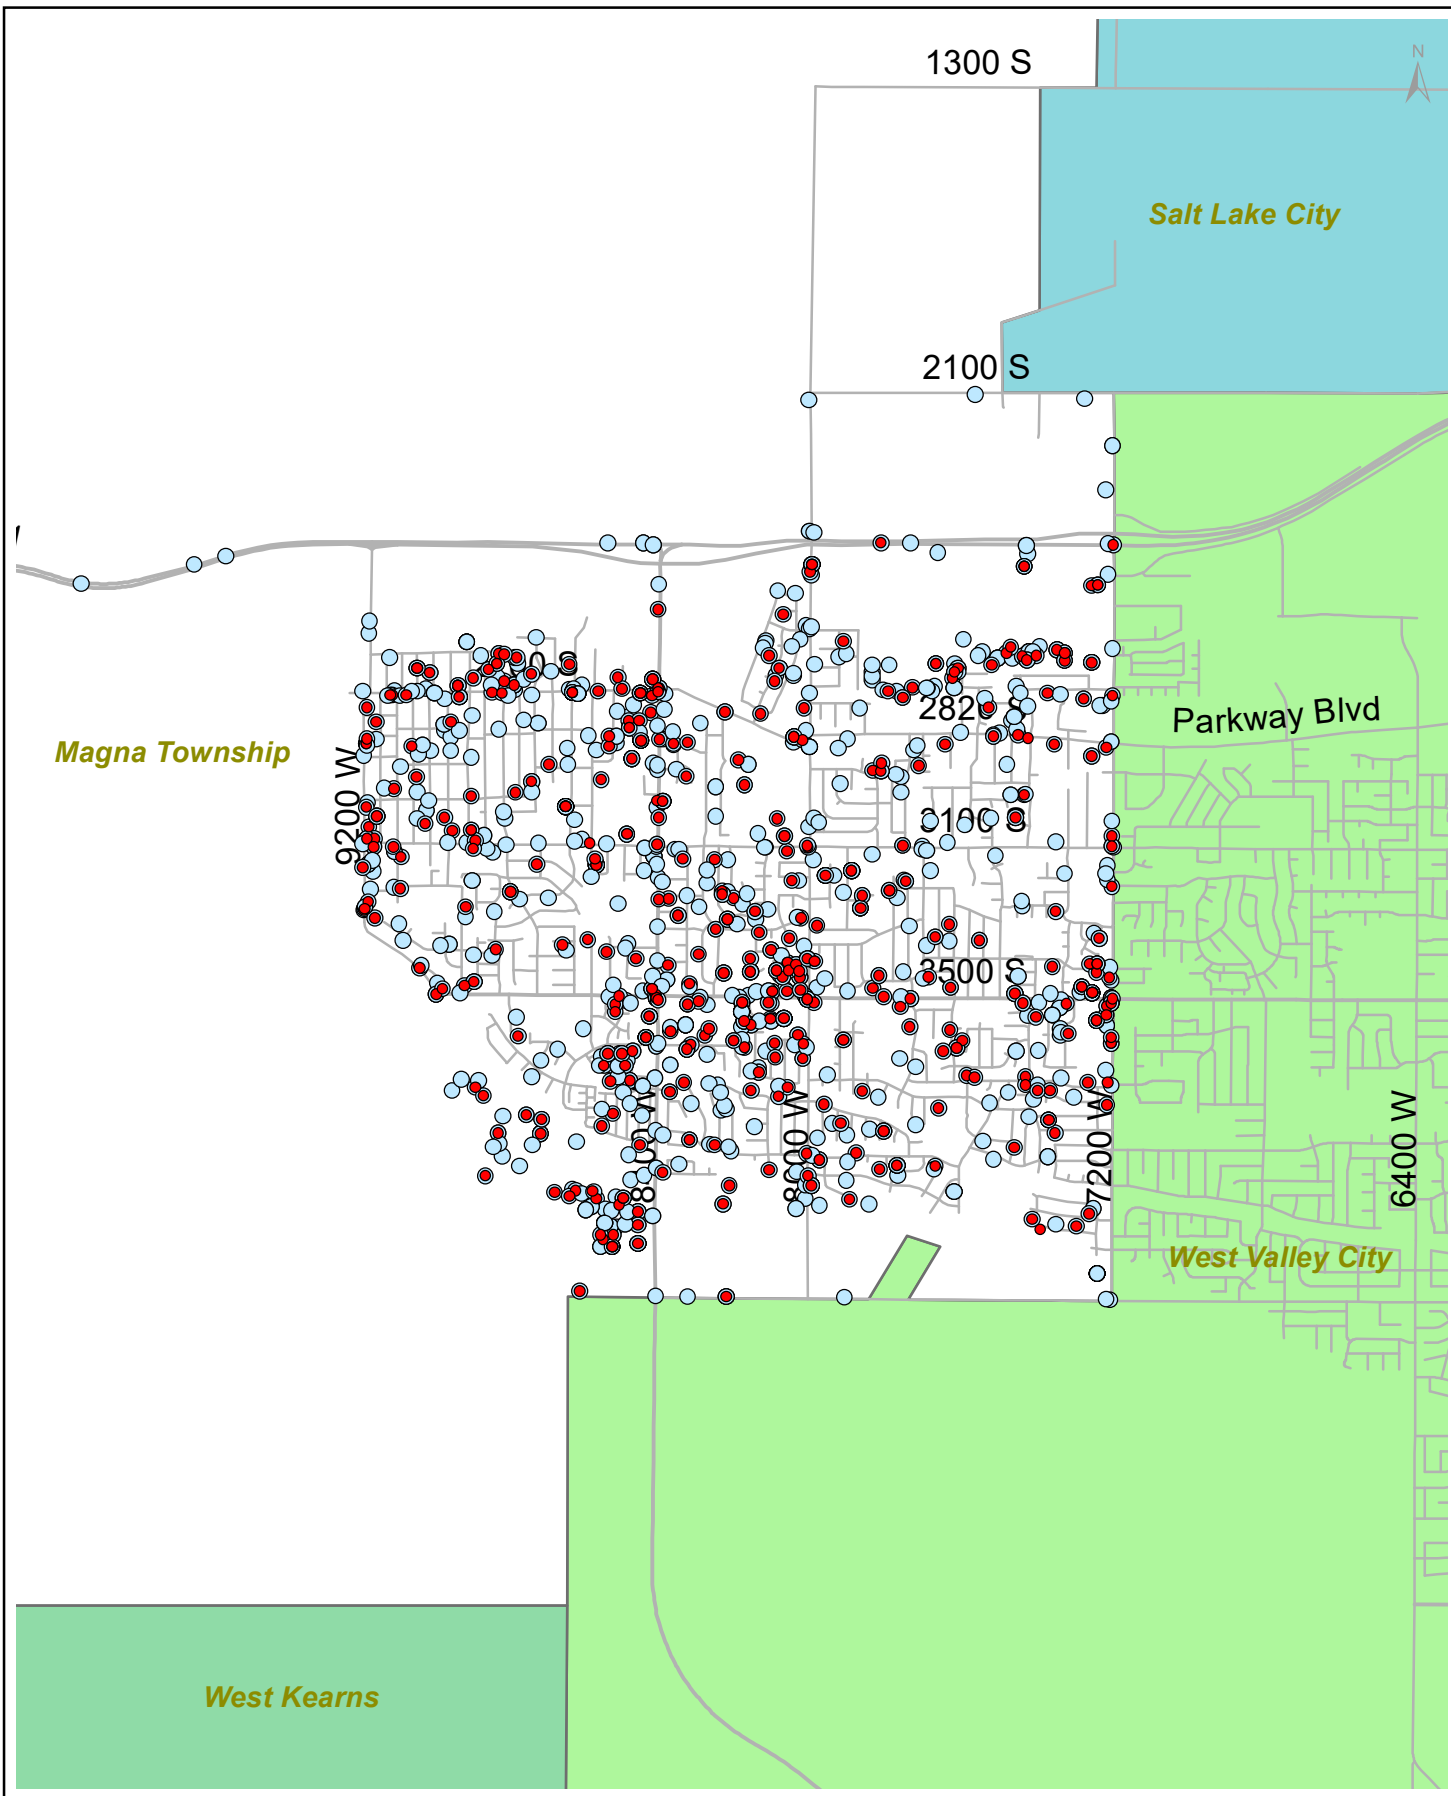 1300 S
N
Salt Lake City
2100 S
2820 S
Parkway Blvd
Magna Township
9200 W
3100 S
3500 S
8000 W
7200 W
6400 W
West Valley City
West Kearns